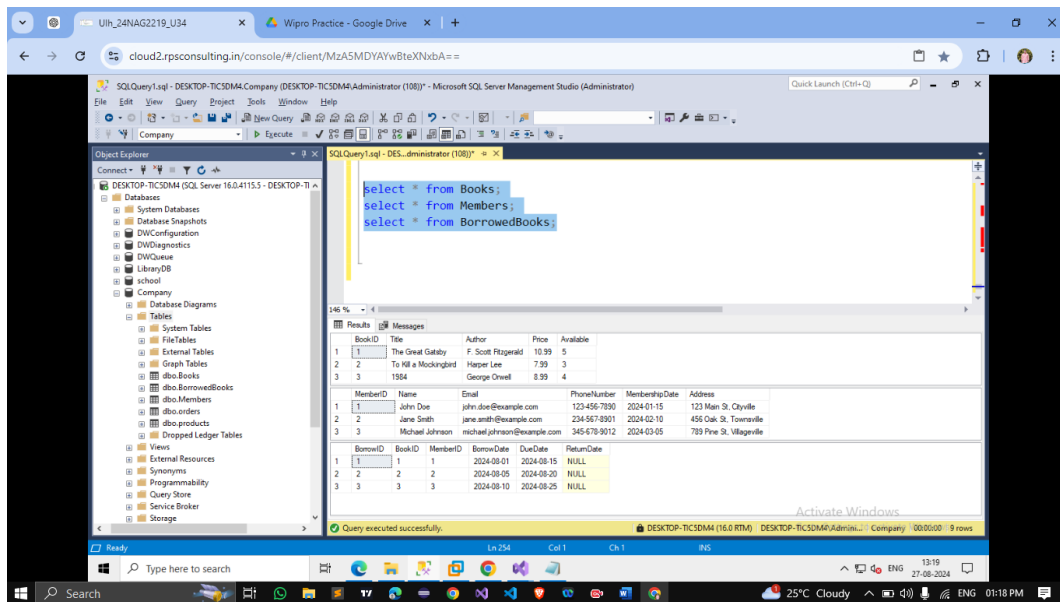 Ulh_24NAG2219_U34
Wipro Practice - Google Drive
cloud2.rpsconsulting.in/console/#/client/MzA5MDYAYwBteXNxbA==
SQLQuery1.sql - DESKTOP-TIC5DM4.Company (DESKTOP-TIC5DM4\Administrator (108))* - Microsoft SQL Server Management Studio (Administrator)
Quick Launch (Ctrl+Q)
File Edit View Query Project Tools Window Help
New Query
Company
Execute
Object Explorer
SQLQuery1.sql - DES...dministrator (108))*
Connect
DESKTOP-TIC5DM4 (SQL Server 16.0.4115.5 - DESKTOP-TI
Databases
System Databases
Database Snapshots
DWConfiguration
DWDiagnostics
DWQueue
LibraryDB
school
Company
Database Diagrams
Tables
System Tables
FileTables
External Tables
Graph Tables
dbo.Books
dbo.BorrowedBooks
dbo.Members
dbo.orders
dbo.products
Dropped Ledger Tables
Views
External Resources
Synonyms
Programmability
Query Store
Service Broker
Storage
select * from Books;
select * from Members;
select * from BorrowedBooks;
146 %
Results Messages
BookID Title Author Price Available
1 1 The Great Gatsby F. Scott Fitzgerald 10.99 5
2 2 To Kill a Mockingbird Harper Lee 7.99 3
3 3 1984 George Orwell 8.99 4
MemberID Name Email PhoneNumber MembershipDate Address
1 1 John Doe john.doe@example.com 123-456-7890 2024-01-15 123 Main St, Cityville
2 2 Jane Smith jane.smith@example.com 234-567-8901 2024-02-10 456 Oak St, Townsville
3 3 Michael Johnson michael.johnson@example.com 345-678-9012 2024-03-05 789 Pine St, Villageville
BorrowID BookID MemberID BorrowDate DueDate ReturnDate
1 1 1 1 2024-08-01 2024-08-15 NULL
2 2 2 2 2024-08-05 2024-08-20 NULL
3 3 3 3 2024-08-10 2024-08-25 NULL
Activate Windows
Query executed successfully.
DESKTOP-TIC5DM4 (16.0 RTM) DESKTOP-TIC5DM4\Admini... Company 00:00:00 9 rows
Ready Ln 254 Col 1 Ch 1 INS
Type here to search
ENG 13:19
27-08-2024
Search
25°C Cloudy ENG 01:18 PM